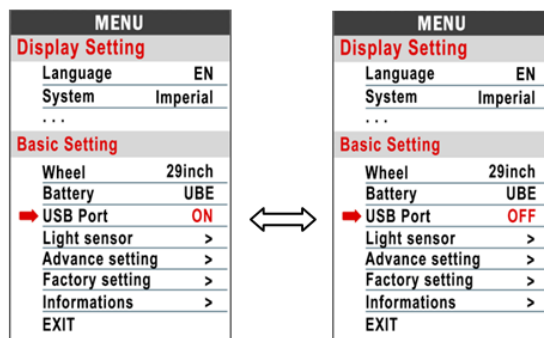 MENU
Display Setting
Language EN
System Imperial
. . .
Basic Setting
Wheel 29inch
Battery UBE
USB Port ON
Light sensor >
Advance setting >
Factory setting >
Informations >
EXIT
MENU
Display Setting
Language EN
System Imperial
. . .
Basic Setting
Wheel 29inch
Battery UBE
USB Port OFF
Light sensor >
Advance setting >
Factory setting >
Informations >
EXIT